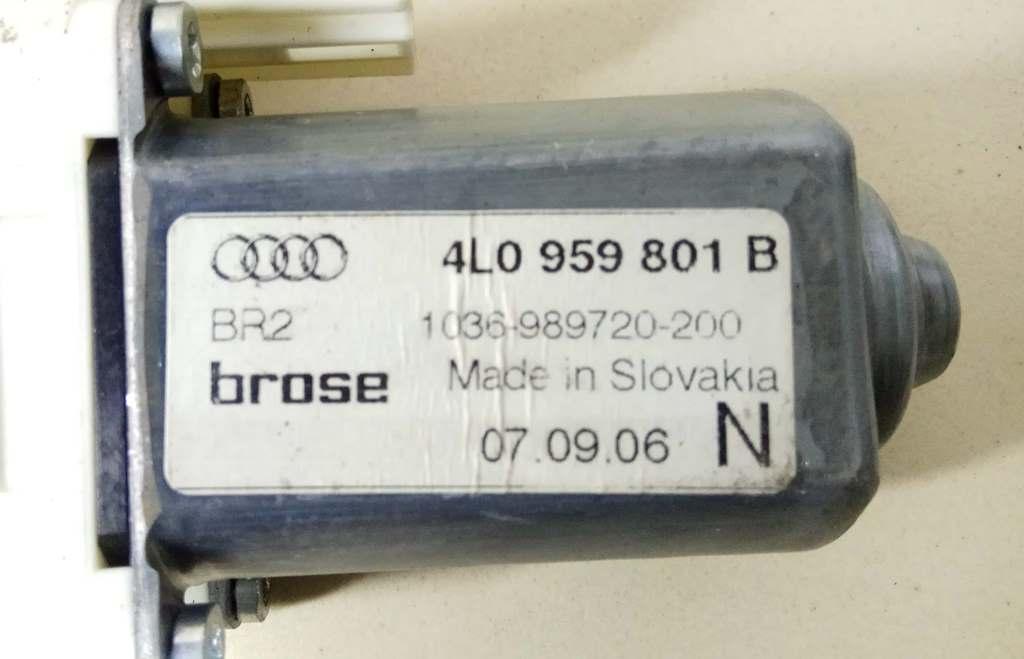 4L0 959 801 B
BR2 1036-989720-200
brose Made in Slovakia
07.09.06 N